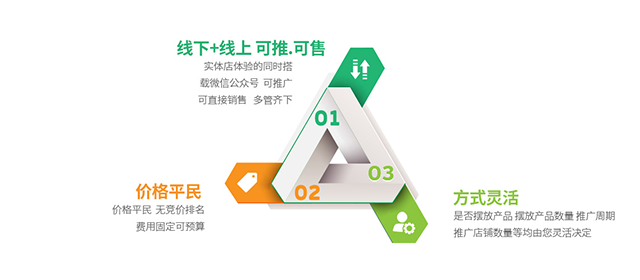 线下+线上 可推.可售
实体店体验的同时搭
载微信公众号 可推广
可直接销售 多管齐下
01
03
02
价格平民
价格平民 无竞价排名
费用固定可预算
方式灵活
是否摆放产品 摆放产品数量 推广周期
推广店铺数量等均由您灵活决定